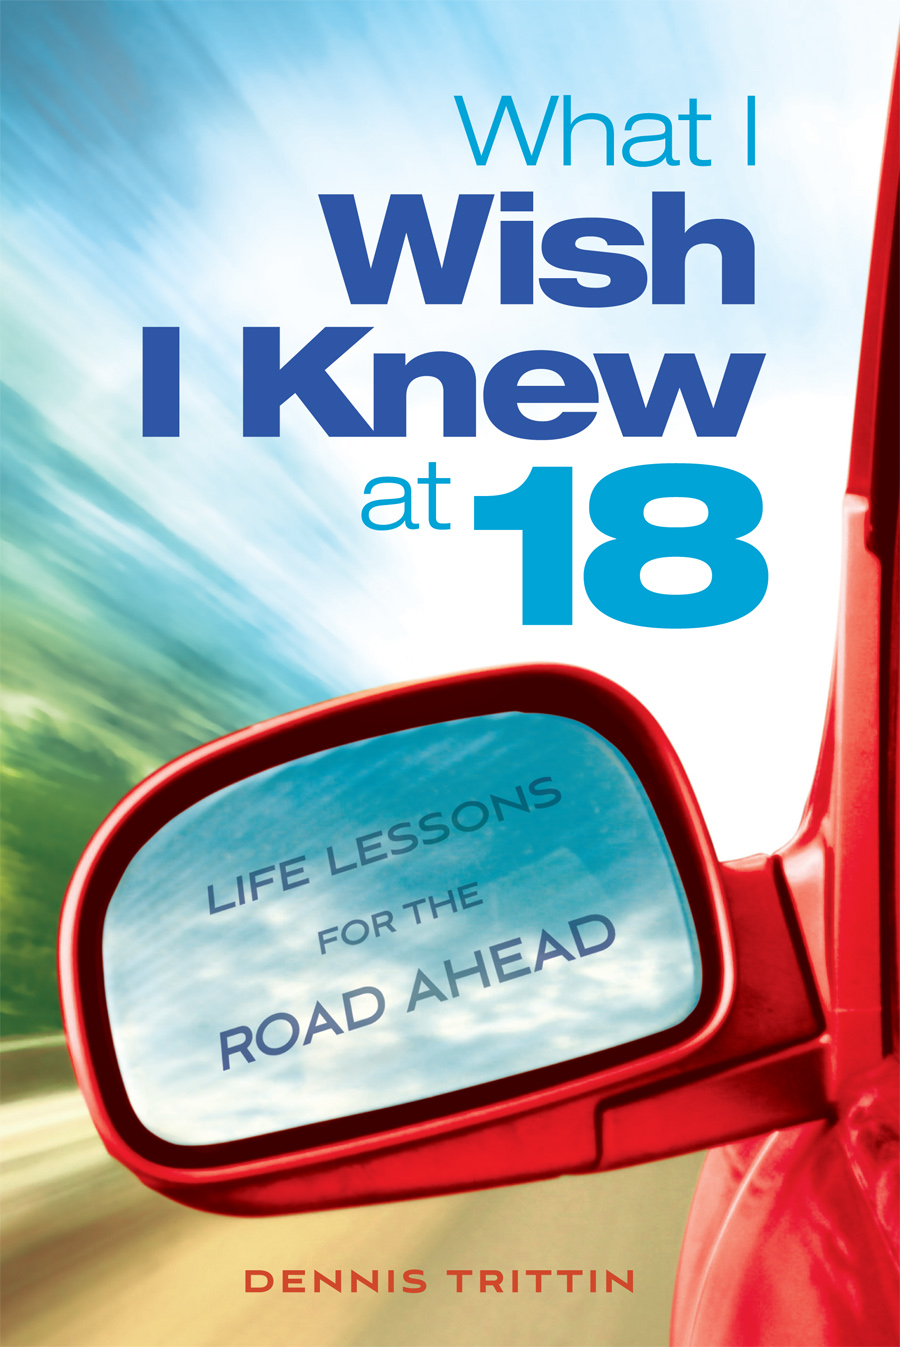 What I
Wish
I Knew
at 18
LIFE LESSONS
FOR THE
ROAD AHEAD
DENNIS TRITTIN